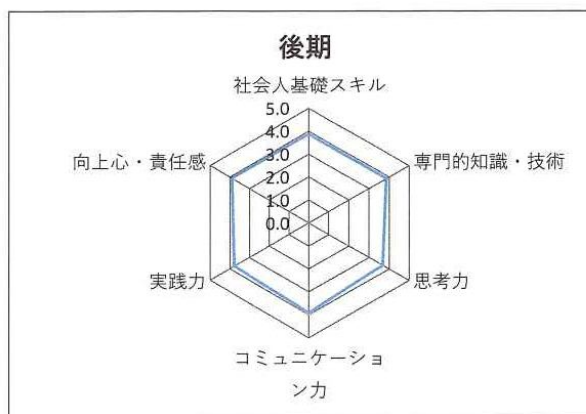 後期
社会人基礎スキル
5.0
4.0
3.0
2.0
1.0
0.0
向上心・責任感
専門的知識・技術
実践力
思考力
コミュニケーショ
ン力